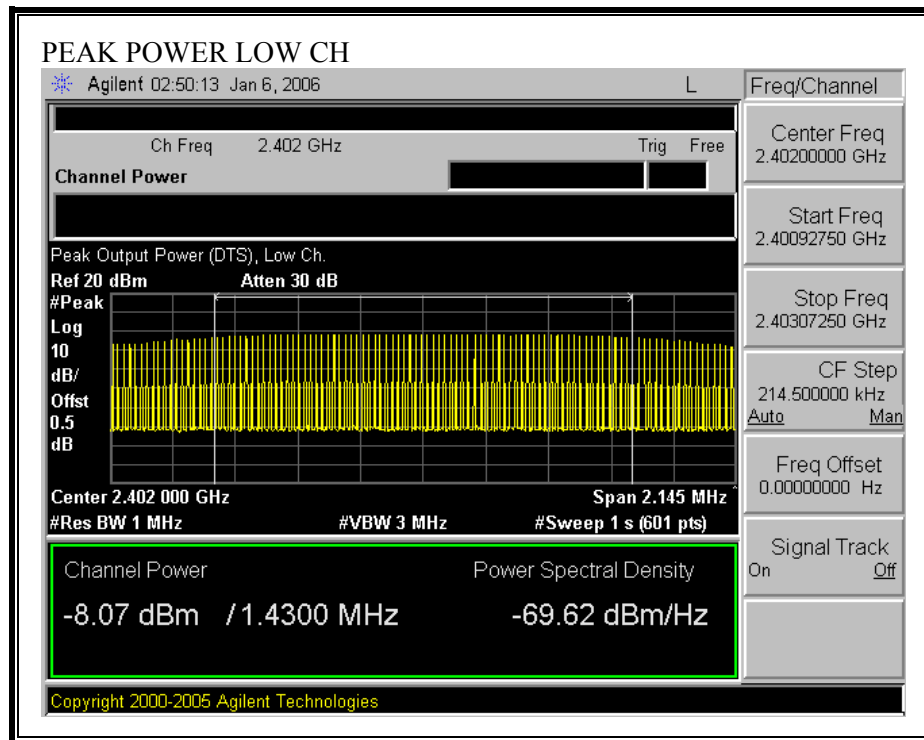 PEAK POWER LOW CH
Agilent 02:50:13 Jan 6, 2006 L
Freq/Channel
Ch Freq 2.402 GHz Trig Free
Channel Power
Peak Output Power (DTS), Low Ch.
Ref 20 dBm Atten 30 dB
#Peak
Log
10
dB/
Offst
0.5
dB
Center 2.402 000 GHz Span 2.145 MHz
#Res BW 1 MHz #VBW 3 MHz #Sweep 1 s (601 pts)
Channel Power Power Spectral Density
-8.07 dBm /1.4300 MHz -69.62 dBm/Hz
Copyright 2000-2005 Agilent Technologies
Center Freq
2.40200000 GHz
Start Freq
2.40092750 GHz
Stop Freq
2.40307250 GHz
CF Step
214.500000 kHz
Auto Man
Freq Offset
0.00000000 Hz
Signal Track
On Off